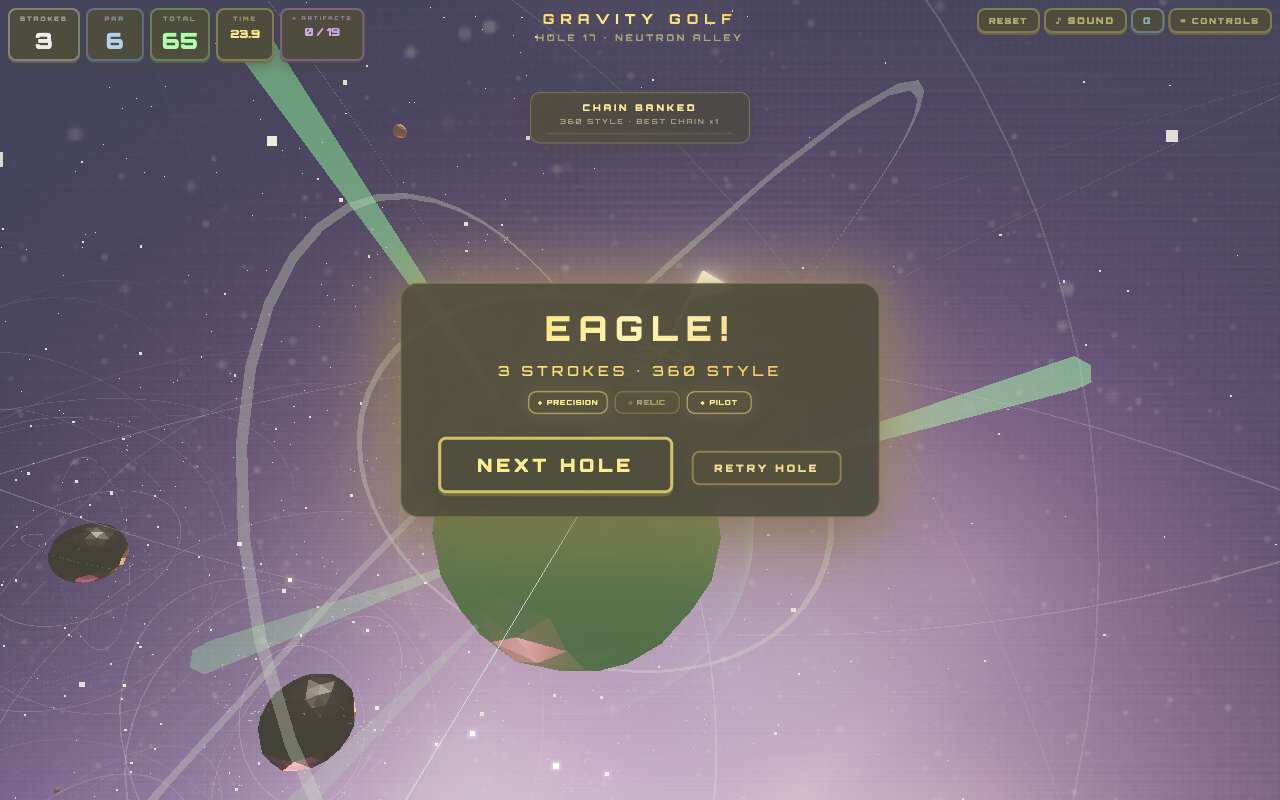 STROKES
3
PAR
6
TOTAL
65
TIME
23.9
ARTIFACTS
0 / 19
GRAVITY GOLF
HOLE 17 · NEUTRON ALLEY
RESET
♪ SOUND
G
CONTROLS
CHAIN BANKED
360 STYLE · BEST CHAIN ×1
EAGLE!
3 STROKES · 360 STYLE
◆ PRECISION
◇ RELIC
◆ PILOT
NEXT HOLE
RETRY HOLE